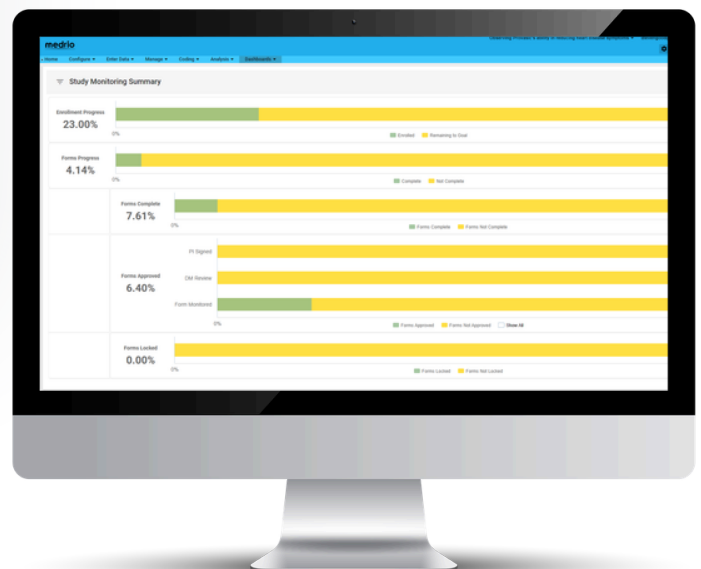 medrio
Home Configure Enter Data Manage Coding Analysis Dashboards
Study Monitoring Summary
Enrollment Progress
23.00%
0%
Enrolled Remaining to Goal
Forms Progress
4.14%
0%
Complete Not Complete
Forms Complete
7.61%
0%
Forms Complete Forms Not Complete
PI Signed
Forms Approved
6.40%
DM Review
Form Monitored
0%
Forms Approved Forms Not Approved Show All
Forms Locked
0.00%
0%
Forms Locked Forms Not Locked